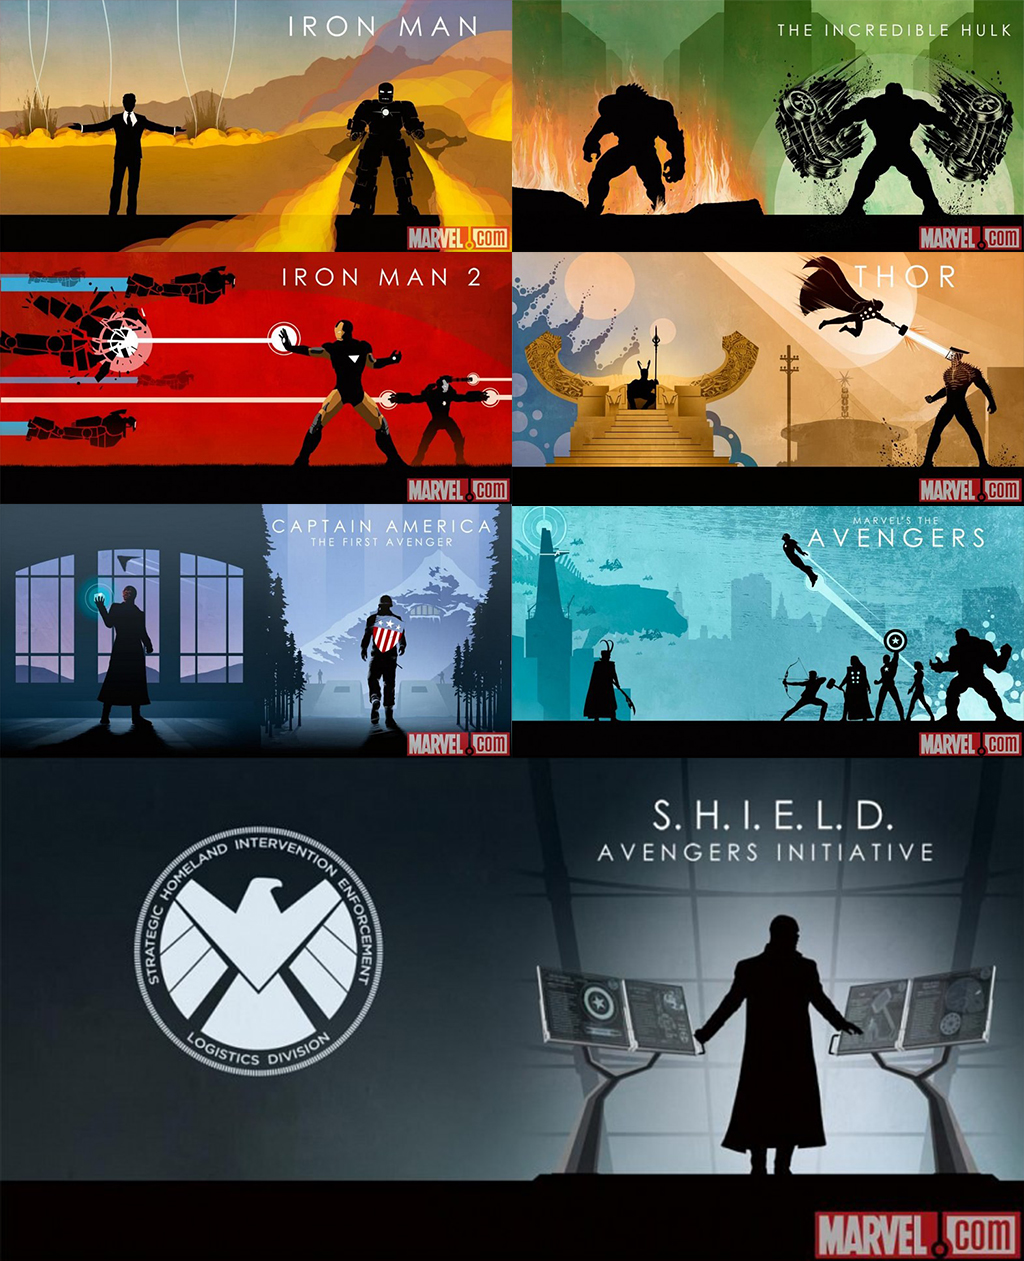 IRON MAN
MARVEL.com
THE INCREDIBLE HULK
MARVEL.com
IRON MAN 2
MARVEL.com
THOR
MARVEL.com
CAPTAIN AMERICA
THE FIRST AVENGER
MARVEL.com
MARVEL'S THE
AVENGERS
MARVEL.com
STRATEGIC HOMELAND INTERVENTION ENFORCEMENT
LOGISTICS DIVISION
S.H.I.E.L.D.
AVENGERS INITIATIVE
MARVEL.com